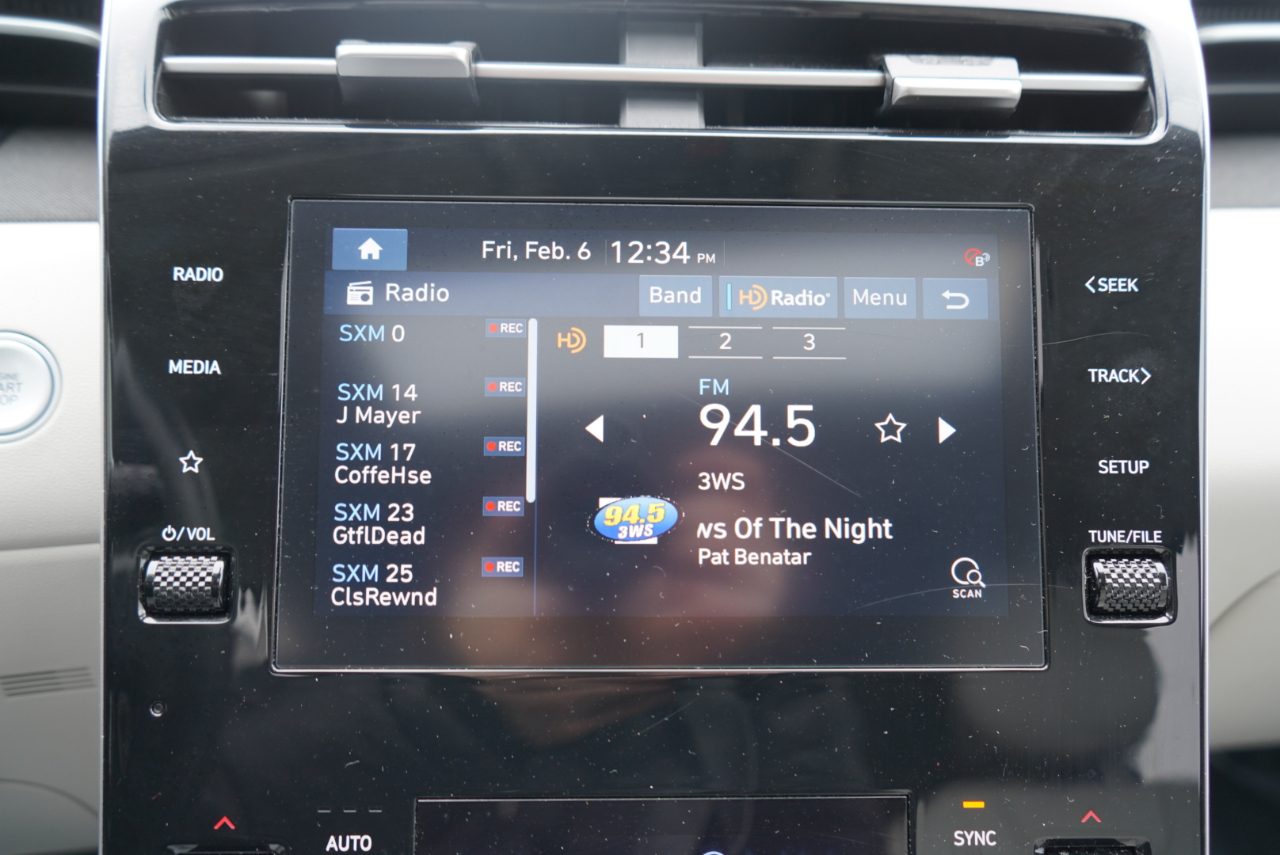 Fri, Feb. 6 12:34 PM
B
Radio Band HD Radio Menu
RADIO
MEDIA
/VOL
SXM 0 REC
SXM 14 REC
J Mayer
SXM 17 REC
CoffeHse
SXM 23 REC
GtflDead
SXM 25 REC
ClsRewnd
HD 1 2 3
FM
94.5
3WS
94.5
3WS
ws Of The Night
Pat Benatar
SCAN
SEEK
TRACK
SETUP
TUNE/FILE
AUTO
SYNC